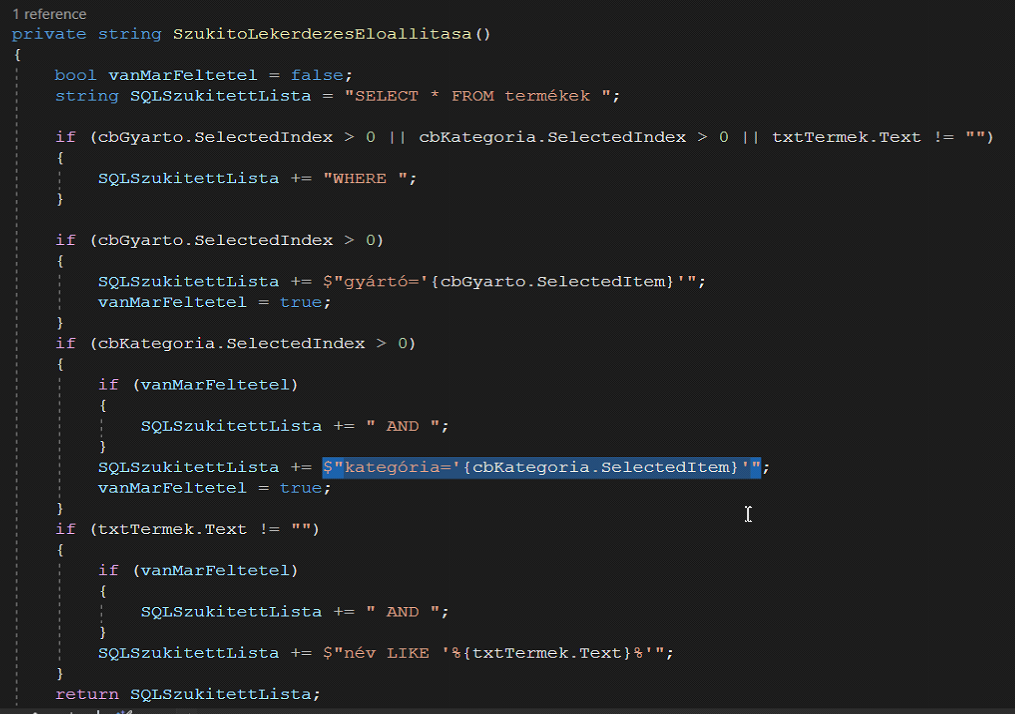 1 reference
private string SzukitoLekerdezesEloallitasa()
{
    bool vanMarFeltetel = false;
    string SQLSzukitettLista = "SELECT * FROM termékek ";

    if (cbGyarto.SelectedIndex > 0 || cbKategoria.SelectedIndex > 0 || txtTermek.Text != "")
    {
        SQLSzukitettLista += "WHERE ";
    }

    if (cbGyarto.SelectedIndex > 0)
    {
        SQLSzukitettLista += $"gyártó='{cbGyarto.SelectedItem}'";
        vanMarFeltetel = true;
    }
    if (cbKategoria.SelectedIndex > 0)
    {
        if (vanMarFeltetel)
        {
            SQLSzukitettLista += " AND ";
        }
        SQLSzukitettLista += $"kategória='{cbKategoria.SelectedItem}'";
        vanMarFeltetel = true;
    }
    if (txtTermek.Text != "")
    {
        if (vanMarFeltetel)
        {
            SQLSzukitettLista += " AND ";
        }
        SQLSzukitettLista += $"név LIKE '%{txtTermek.Text}%'";
    }
    return SQLSzukitettLista;